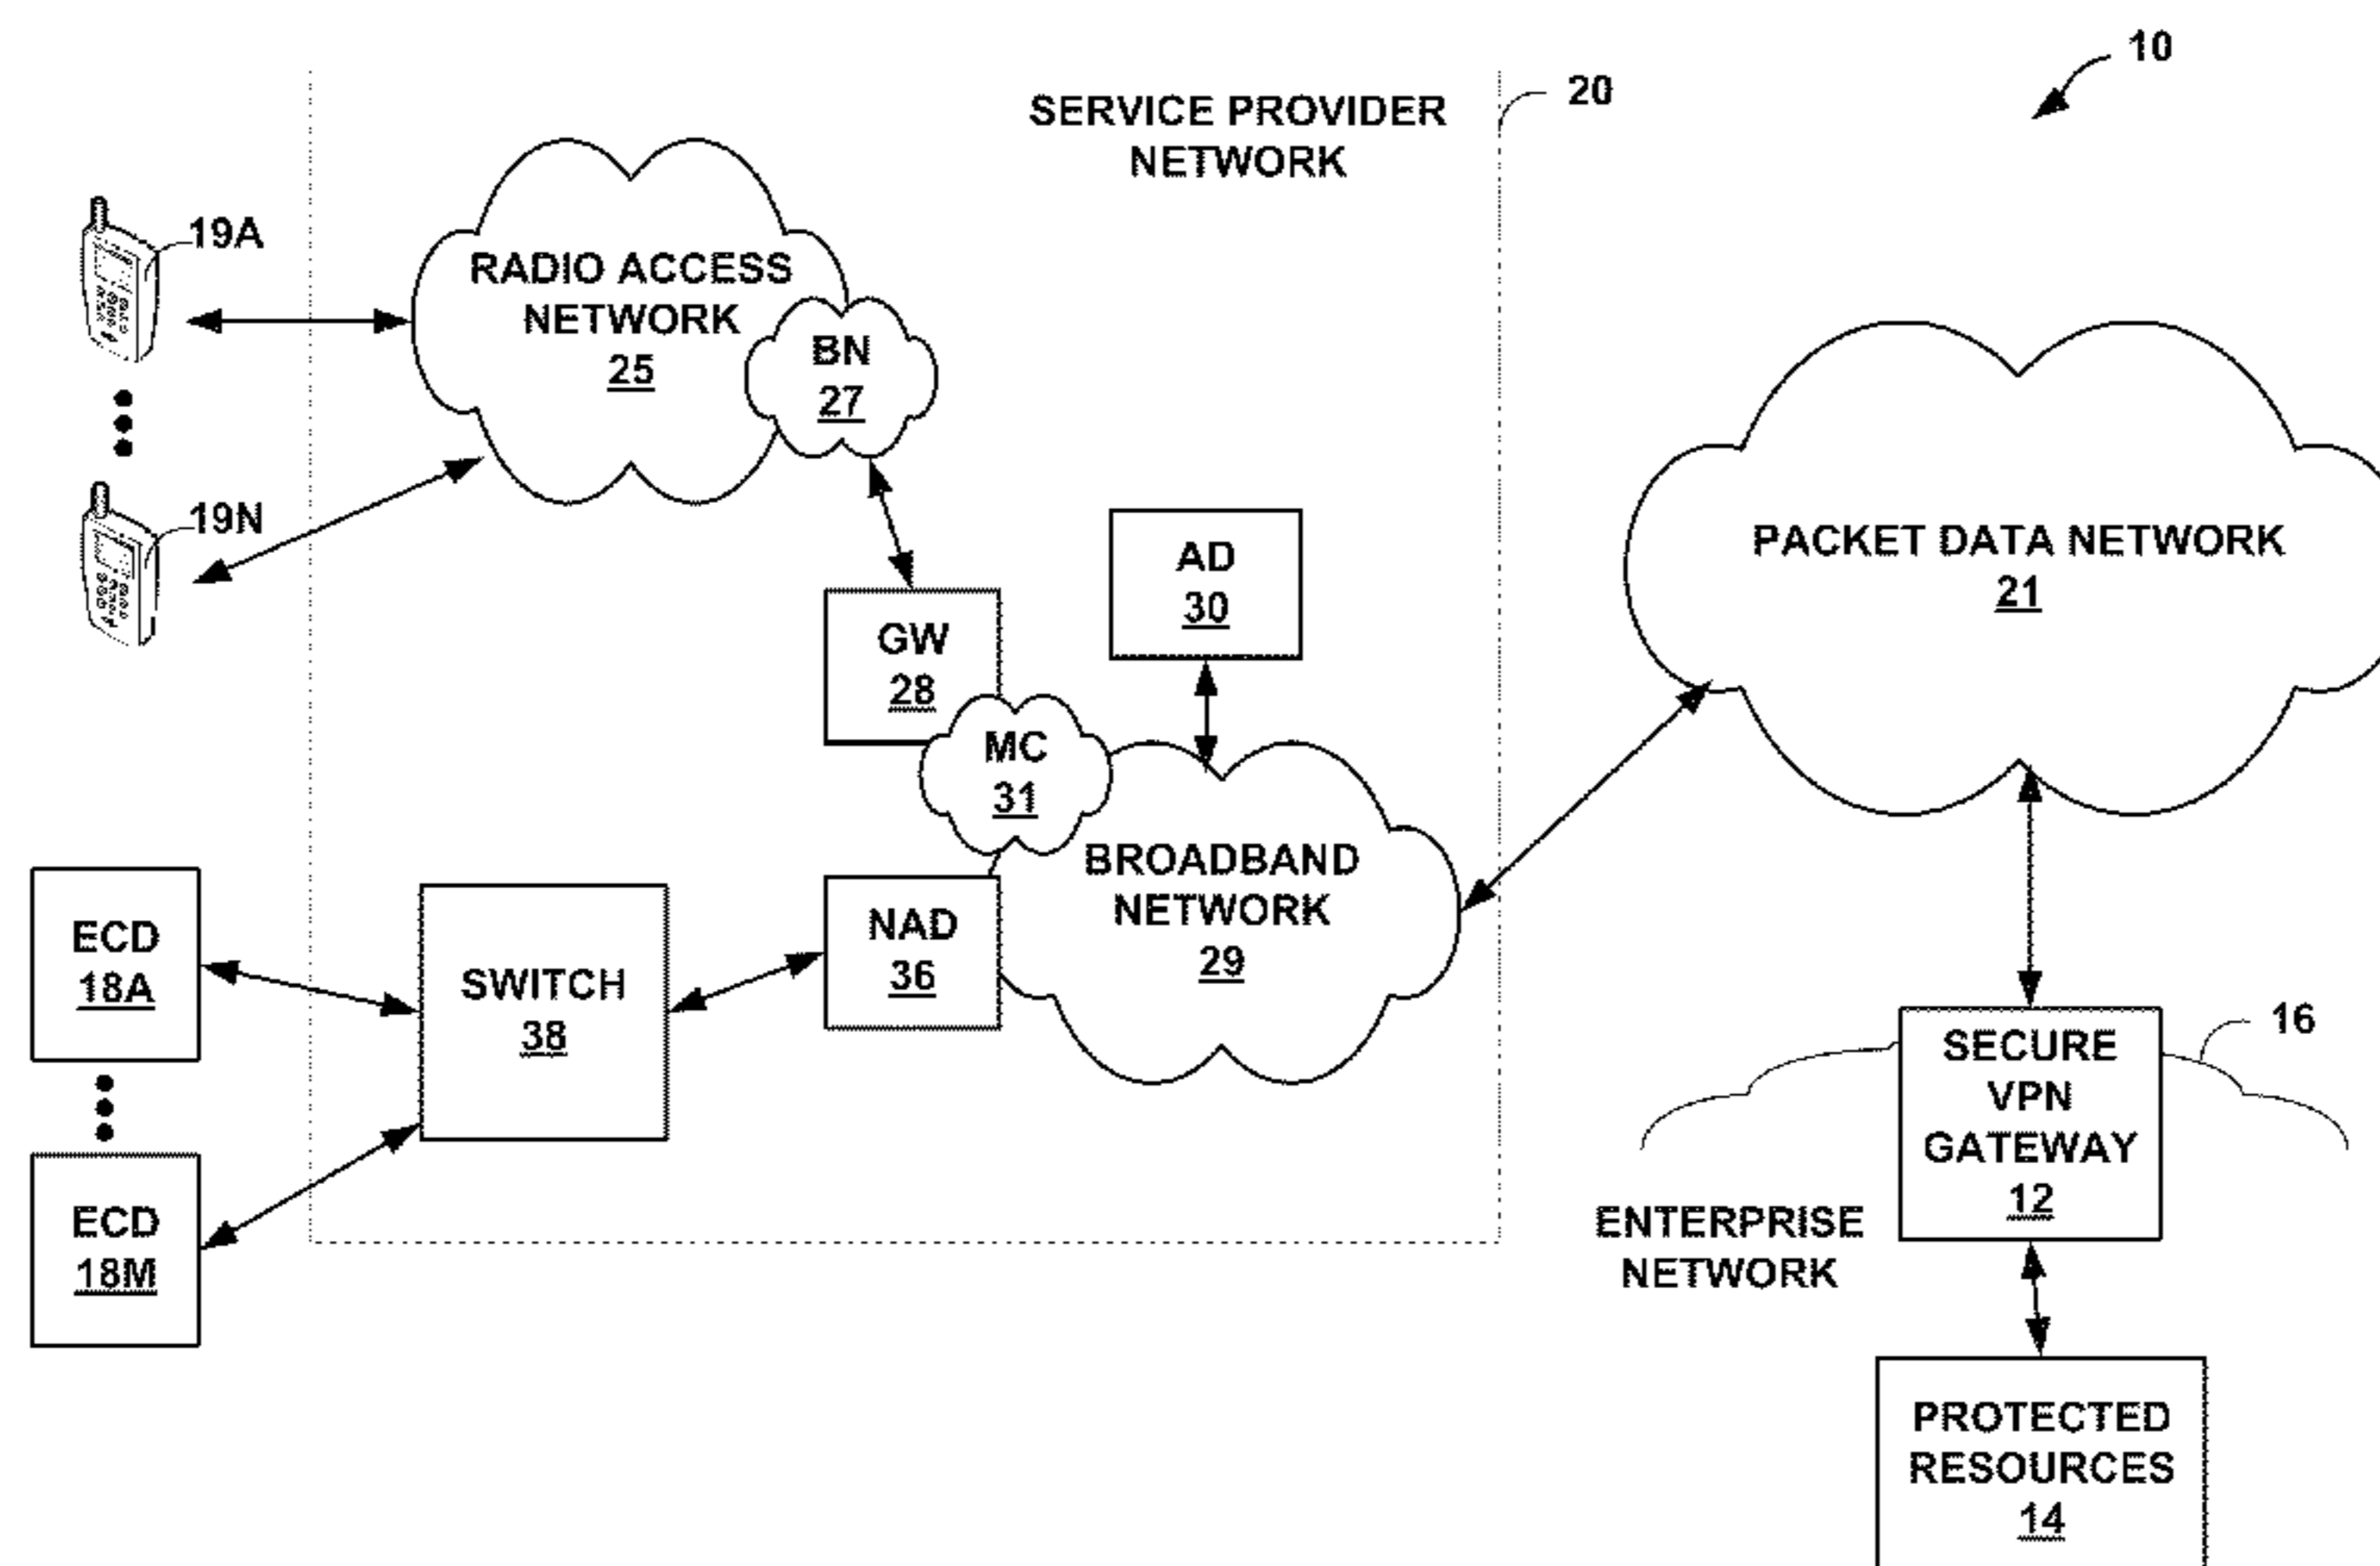 10
SERVICE PROVIDER
NETWORK
20
19A
RADIO ACCESS
NETWORK
25
BN
27
19N
AD
30
PACKET DATA NETWORK
21
GW
28
MC
31
BROADBAND
NETWORK
29
ECD
18A
SWITCH
38
NAD
36
ECD
18M
16
SECURE
VPN
GATEWAY
12
ENTERPRISE
NETWORK
PROTECTED
RESOURCES
14